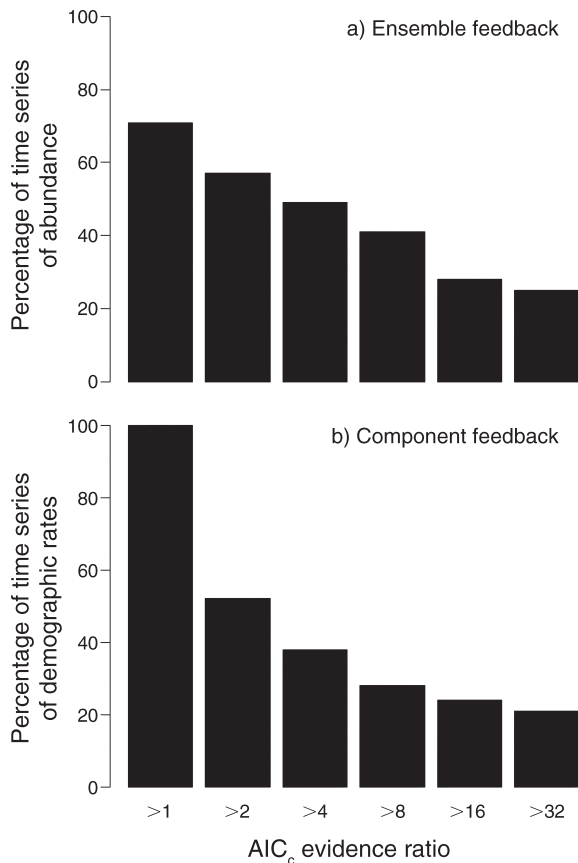 a) Ensemble feedback
Percentage of time series
of abundance
100
80
60
40
20
0
b) Component feedback
Percentage of time series
of demographic rates
100
80
60
40
20
0
>1 >2 >4 >8 >16 >32
AICc evidence ratio